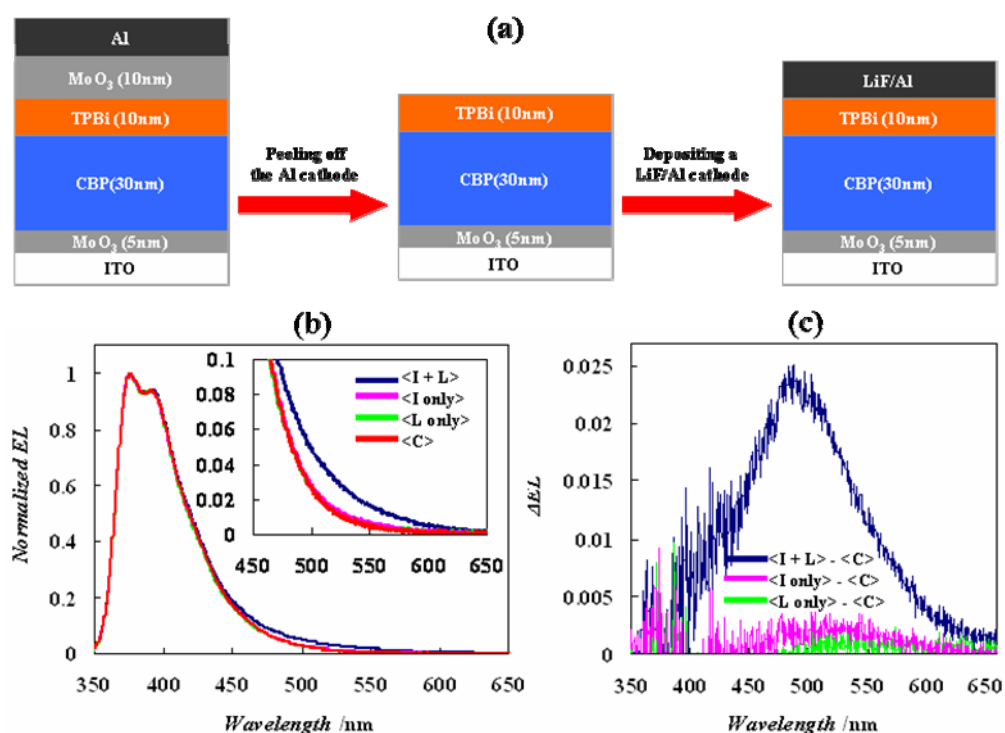 (a)
Al
MoO₃ (10nm)
TPBi (10nm)
CBP(30nm)
MoO₃ (5nm)
ITO
Peeling off
the Al cathode
TPBi (10nm)
CBP(30nm)
MoO₃ (5nm)
ITO
Depositing a
LiF/Al cathode
LiF/Al
TPBi (10nm)
CBP(30nm)
MoO₃ (5nm)
ITO
(b)
Normalized EL
1
0.8
0.6
0.4
0.2
0
350 400 450 500 550 600 650
Wavelength /nm
0.1
0.08
0.06
0.04
0.02
0
450 500 550 600 650
<I + L>
<I only>
<L only>
<C>
(c)
ΔEL
0.025
0.02
0.015
0.01
0.005
0
350 400 450 500 550 600 650
Wavelength /nm
<I + L> - <C>
<I only> - <C>
<L only> - <C>